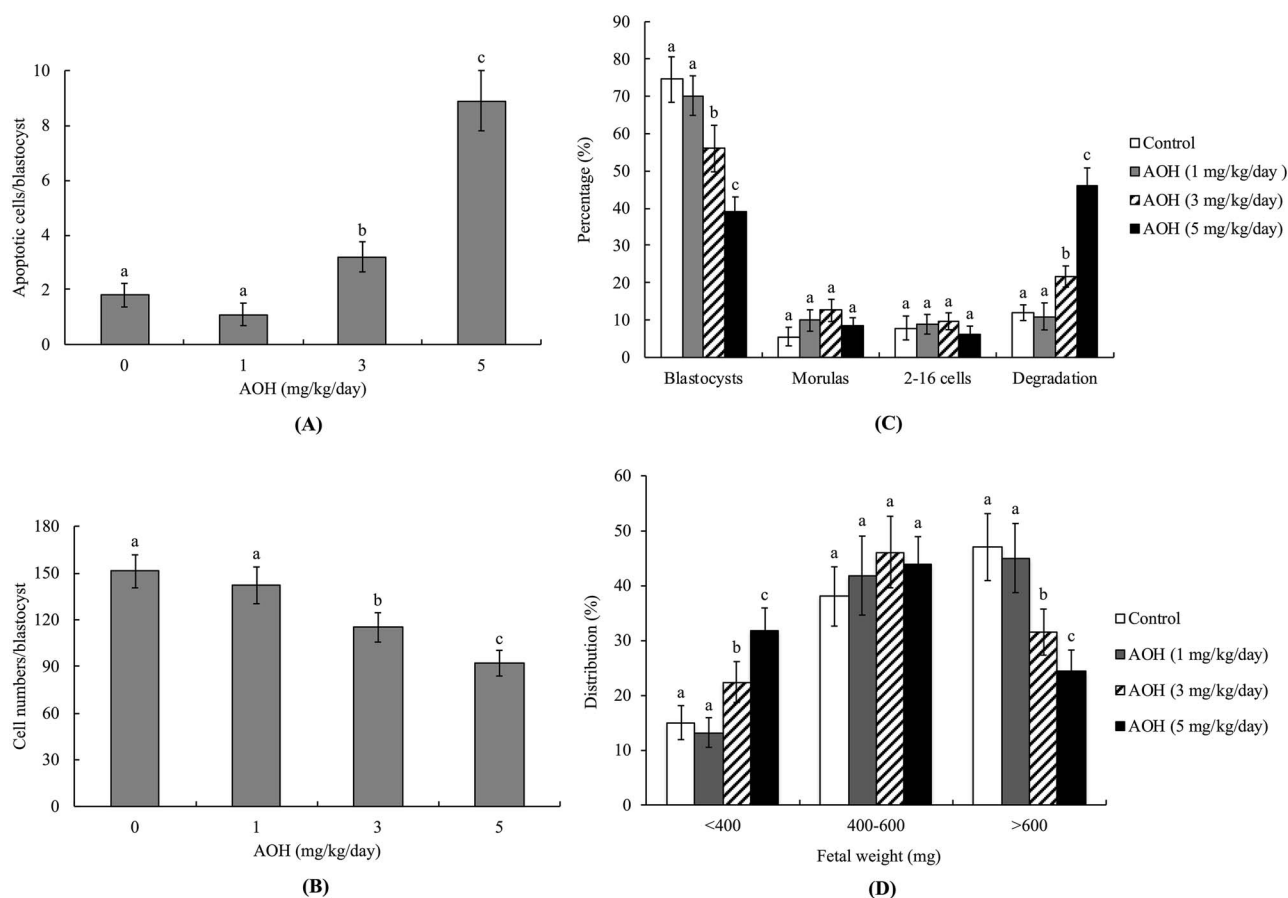 Apoptotic cells/blastocyst
10
8
6
4
2
0
a
a
b
c
0 1 3 5
AOH (mg/kg/day)
(A)
Cell numbers/blastocyst
180
150
120
90
60
30
0
a
a
b
c
0 1 3 5
AOH (mg/kg/day)
(B)
Percentage (%)
90
80
70
60
50
40
30
20
10
0
a a b c
a a a a
a a a a
a a b c
Blastocysts Morulas 2-16 cells Degradation
Control
AOH (1 mg/kg/day )
AOH (3 mg/kg/day)
AOH (5 mg/kg/day)
(C)
Distribution (%)
60
50
40
30
20
10
0
a a b c
a a a a
a a b c
<400 400-600 >600
Fetal weight (mg)
Control
AOH (1 mg/kg/day)
AOH (3 mg/kg/day)
AOH (5 mg/kg/day)
(D)